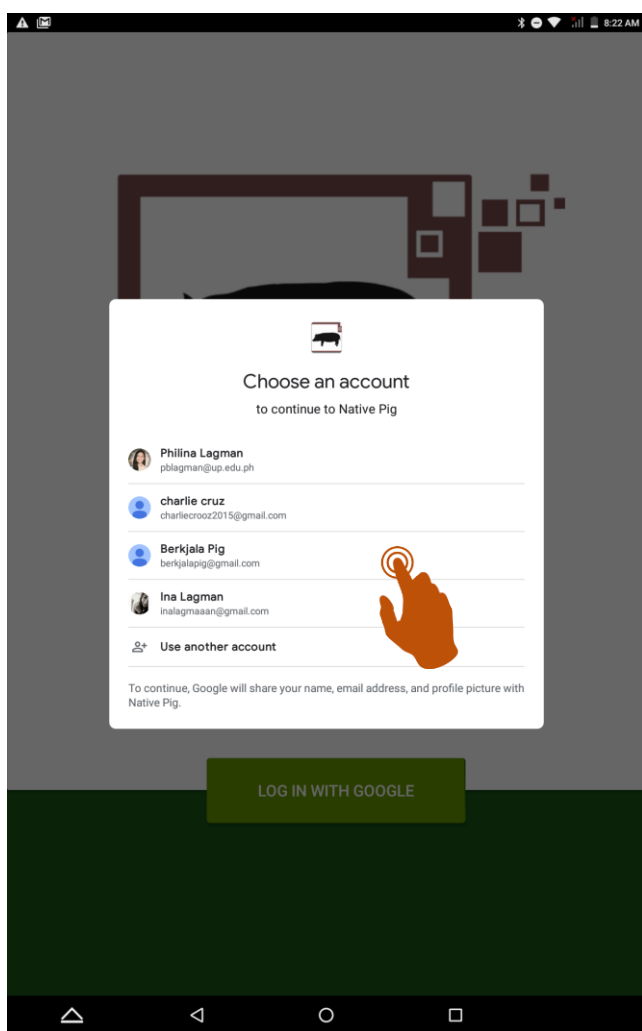 8:22 AM
Choose an account
to continue to Native Pig
Philina Lagman
pblagman@up.edu.ph
charlie cruz
charliecrooz2015@gmail.com
Berkjala Pig
berkjalapig@gmail.com
Ina Lagman
inalagmaaan@gmail.com
Use another account
To continue, Google will share your name, email address, and profile picture with
Native Pig.
LOG IN WITH GOOGLE